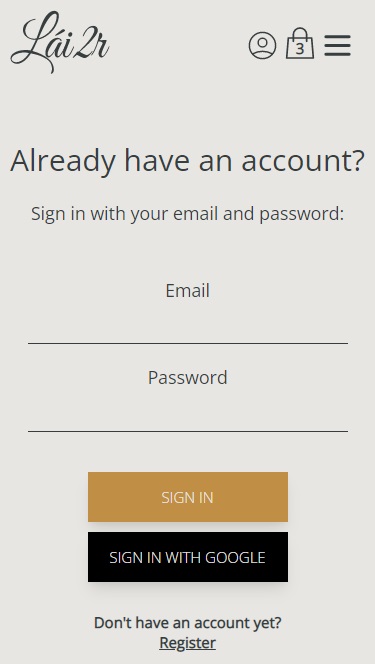 Lái2r
3
Already have an account?
Sign in with your email and password:
Email
Password
SIGN IN
SIGN IN WITH GOOGLE
Don't have an account yet?
Register